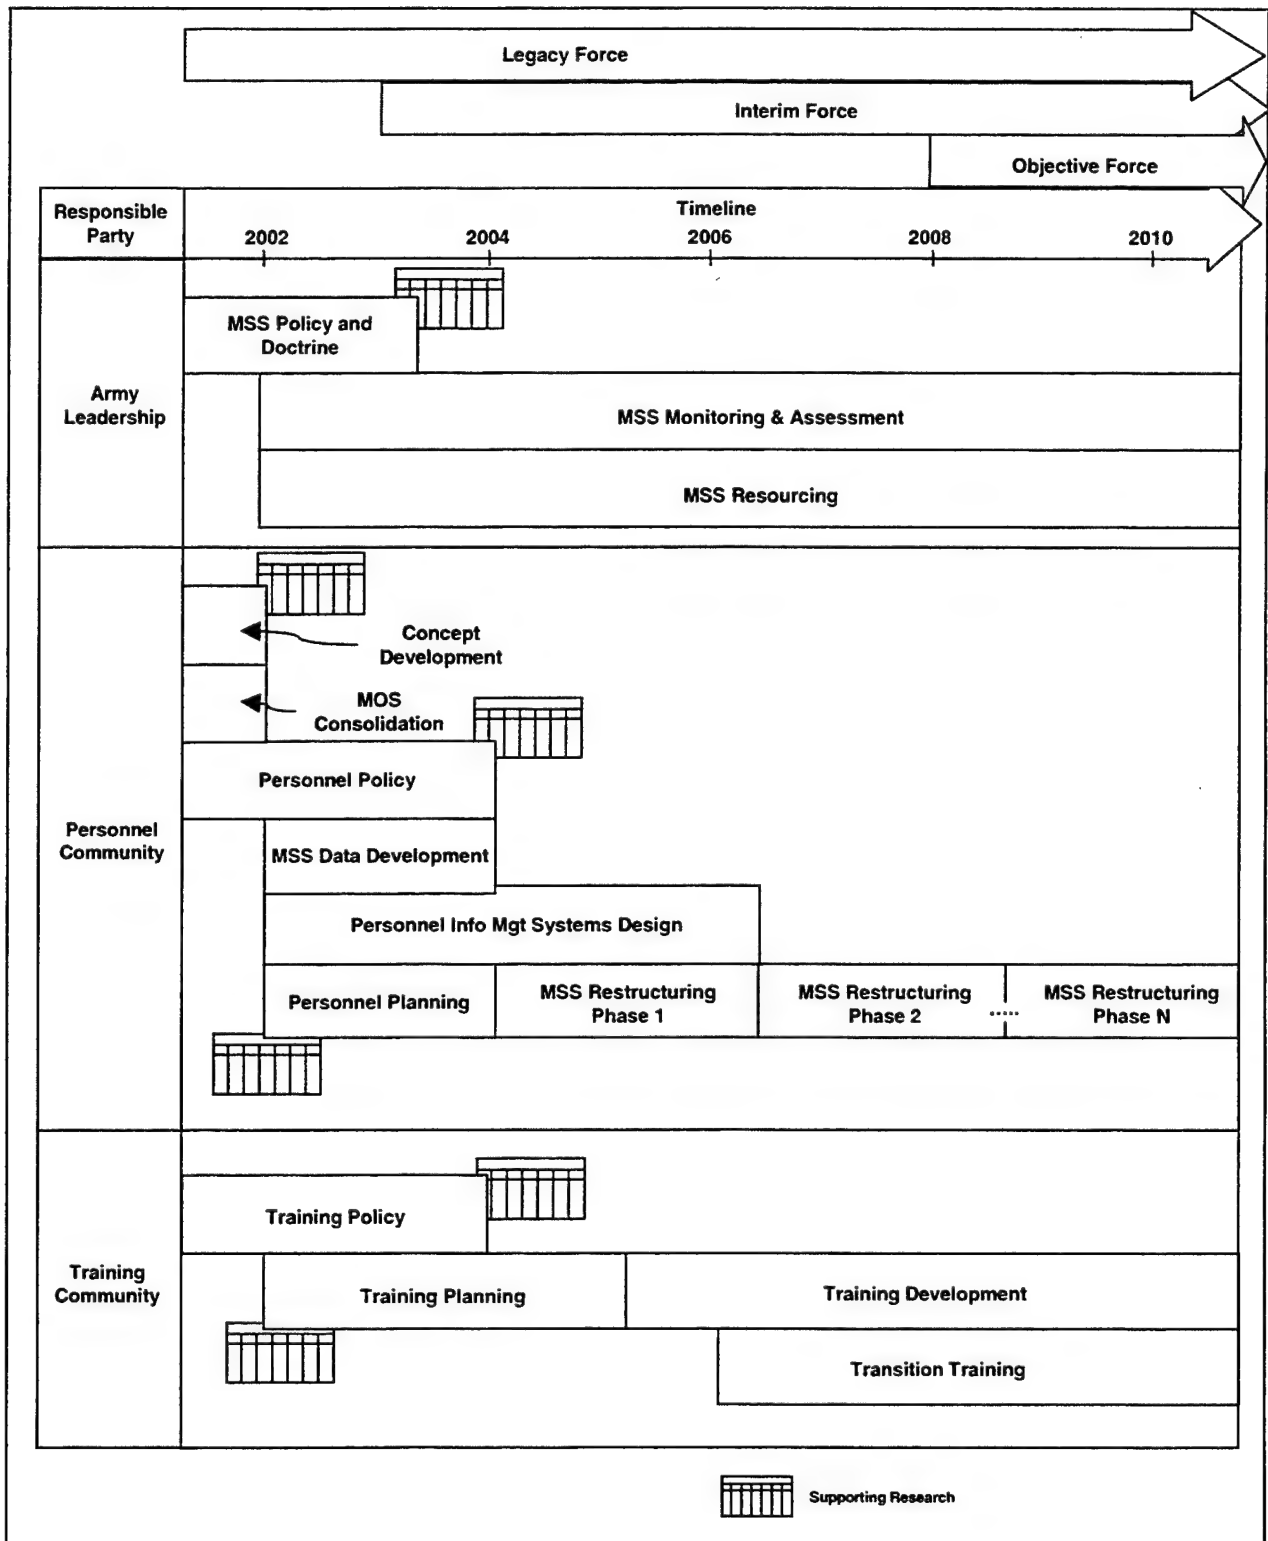 Legacy Force
Interim Force
Objective Force
Responsible
Party
Timeline
2002 2004 2006 2008 2010
Army
Leadership
MSS Policy and
Doctrine
MSS Monitoring & Assessment
MSS Resourcing
Personnel
Community
Concept
Development
MOS
Consolidation
Personnel Policy
MSS Data Development
Personnel Info Mgt Systems Design
Personnel Planning
MSS Restructuring
Phase 1
MSS Restructuring
Phase 2
MSS Restructuring
Phase N
Training
Community
Training Policy
Training Planning
Training Development
Transition Training
Supporting Research